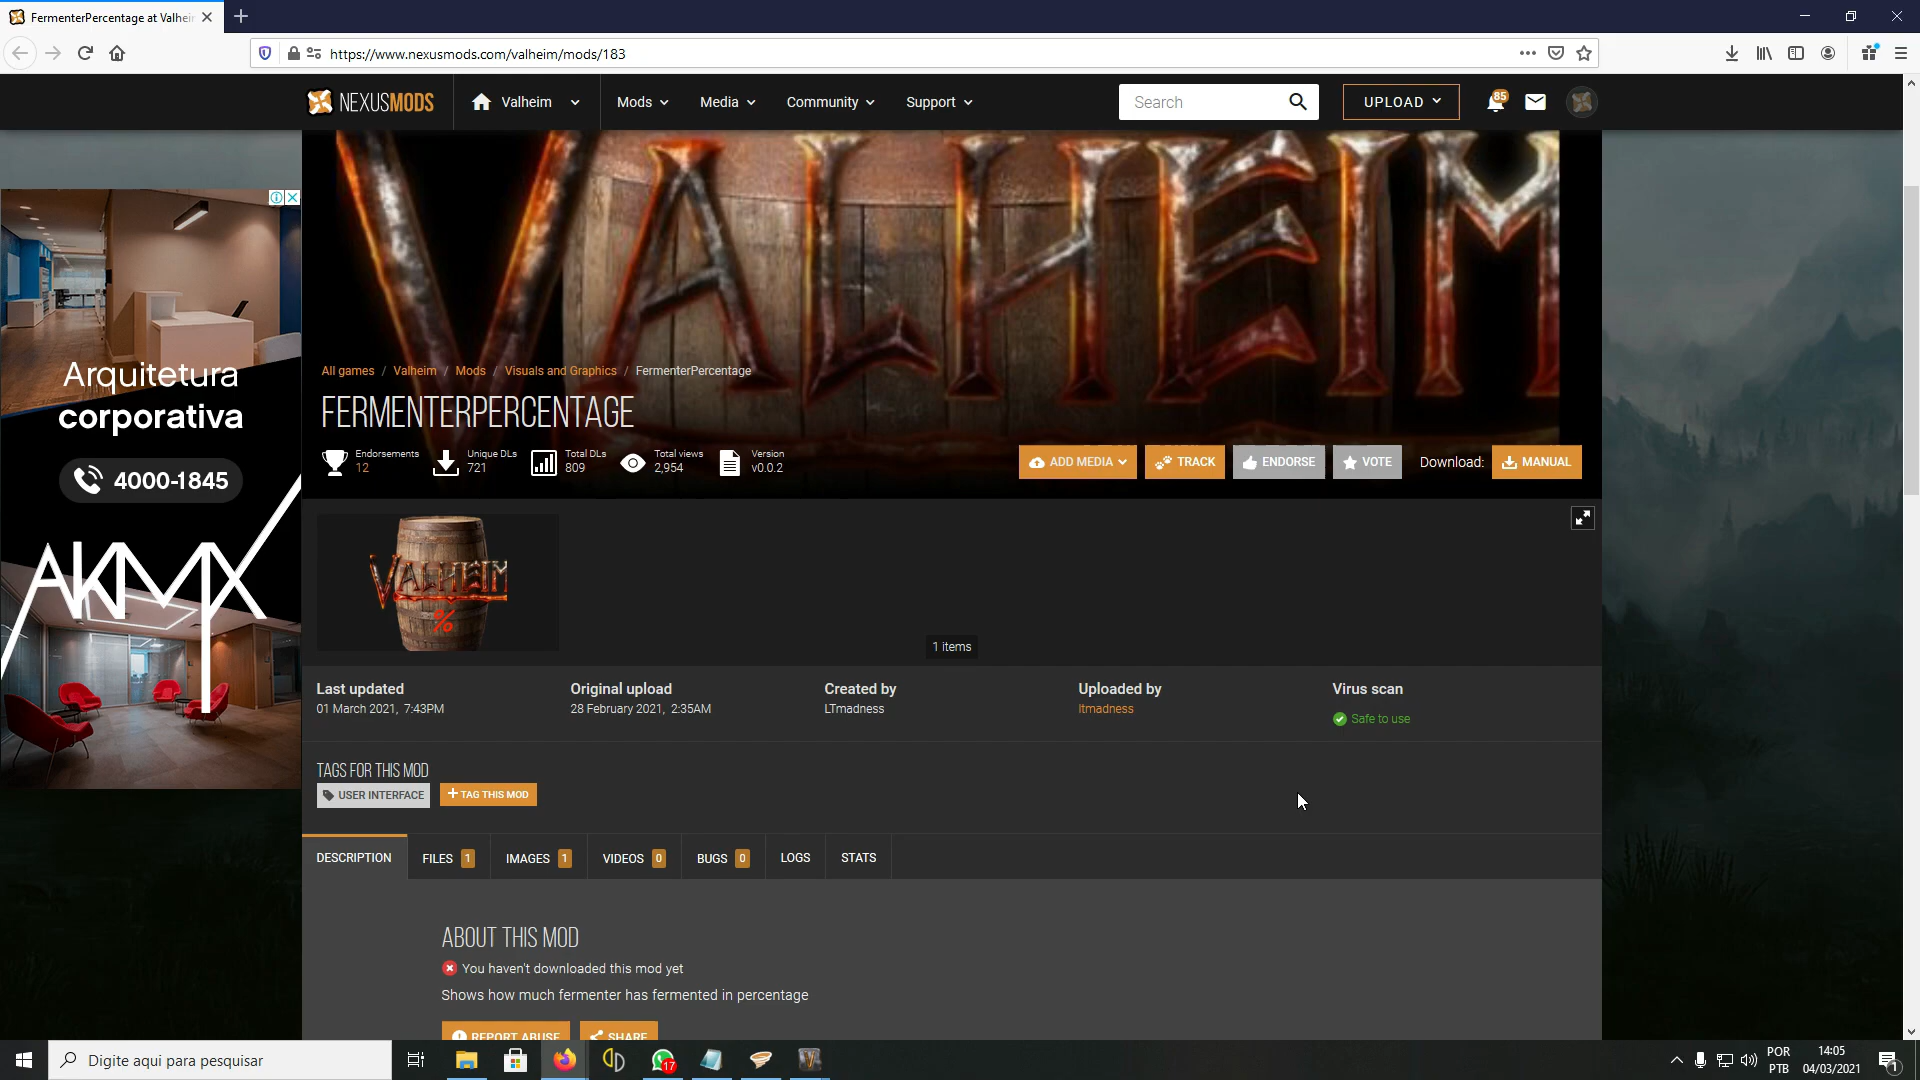 FermenterPercentage at Valhei
https://www.nexusmods.com/valheim/mods/183
NEXUSMODS
Valheim
Mods
Media
Community
Support
Search
UPLOAD
85
VALHEIM
All games / Valheim / Mods / Visuals and Graphics / FermenterPercentage
FERMENTERPERCENTAGE
Endorsements
12
Unique DLs
721
Total DLs
809
Total views
2,954
Version
v0.0.2
ADD MEDIA
TRACK
ENDORSE
VOTE
Download:
MANUAL
Arquitetura
corporativa
4000-1845
AKMX
VALHEIM
%
1 items
Last updated
01 March 2021, 7:43PM
Original upload
28 February 2021, 2:35AM
Created by
LTmadness
Uploaded by
ltmadness
Virus scan
Safe to use
TAGS FOR THIS MOD
USER INTERFACE
+ TAG THIS MOD
DESCRIPTION
FILES 1
IMAGES 1
VIDEOS 0
BUGS 0
LOGS
STATS
ABOUT THIS MOD
You haven't downloaded this mod yet
Shows how much fermenter has fermented in percentage
REPORT ABUSE
SHARE
Digite aqui para pesquisar
17
POR
PTB
14:05
04/03/2021
1